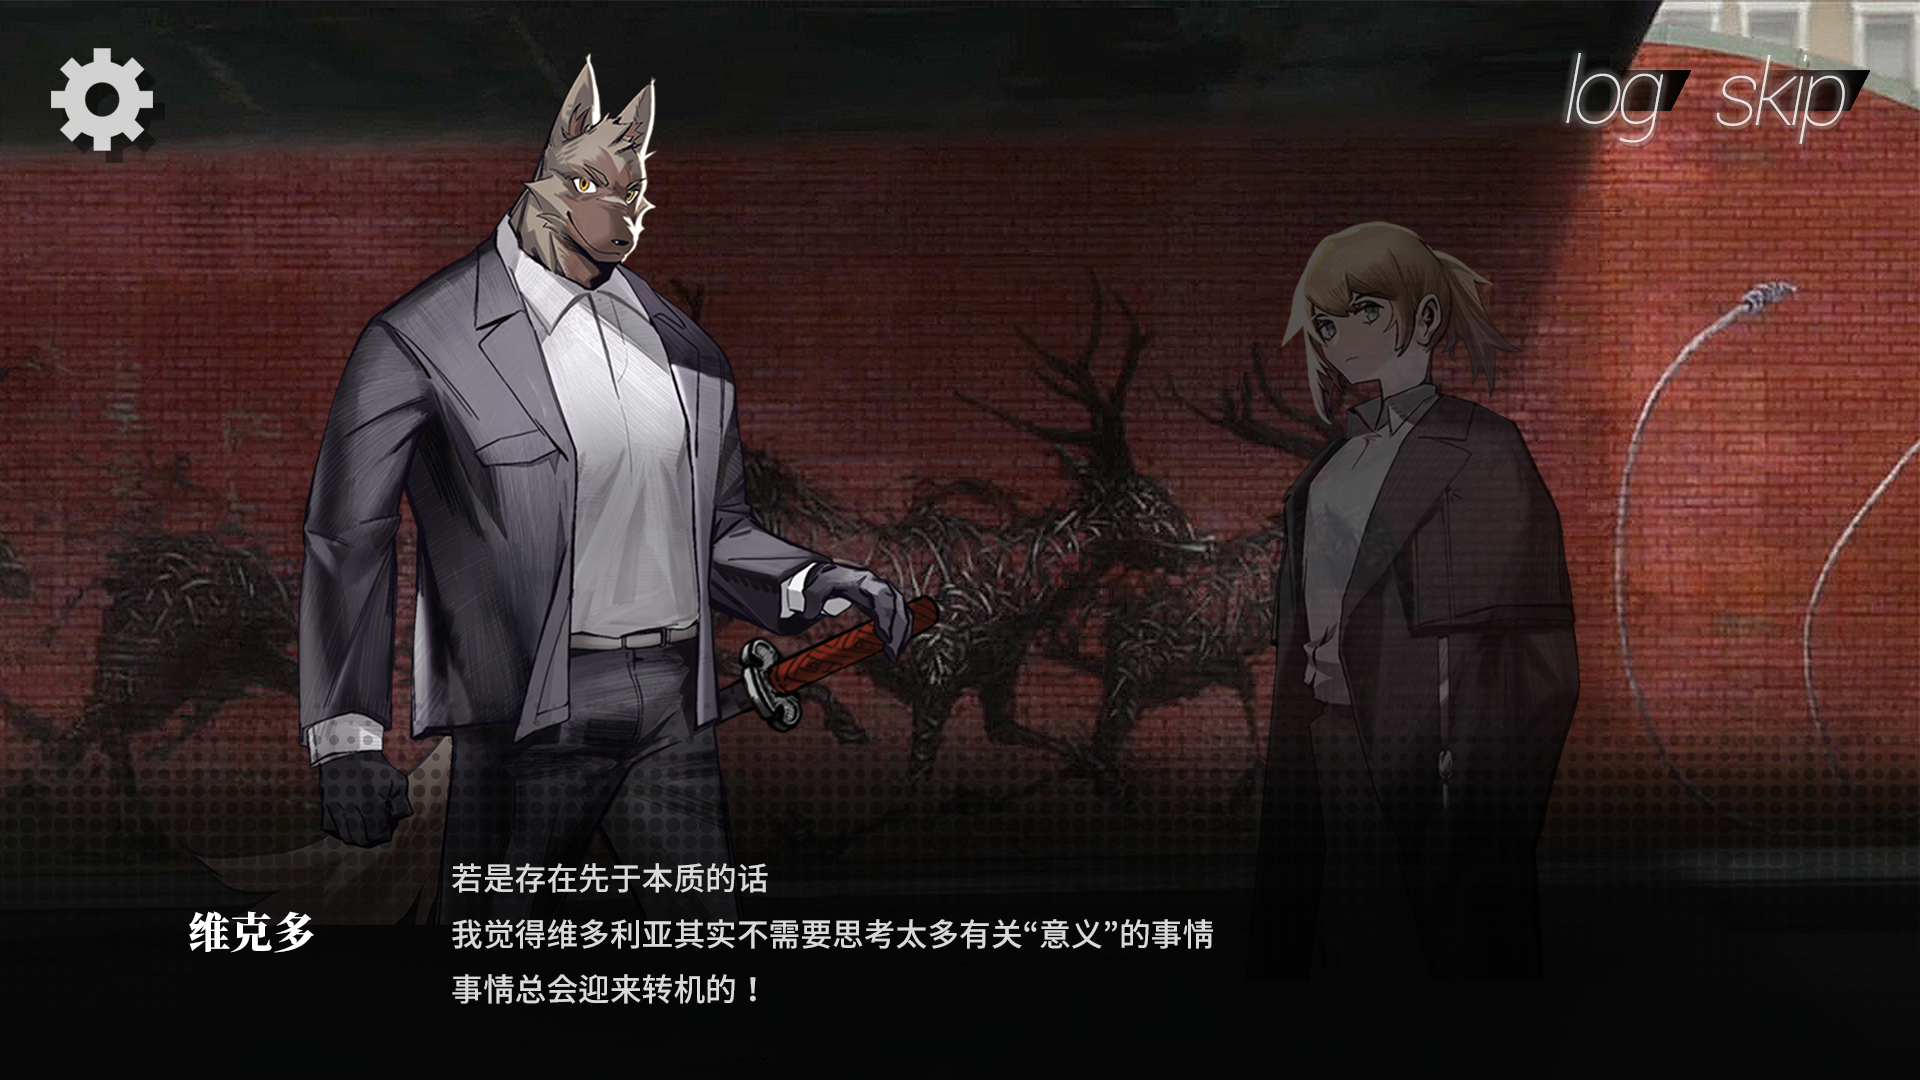 log skip
若是存在先于本质的话
维克多
我觉得维多利亚其实不需要思考太多有关“意义”的事情
事情总会迎来转机的！